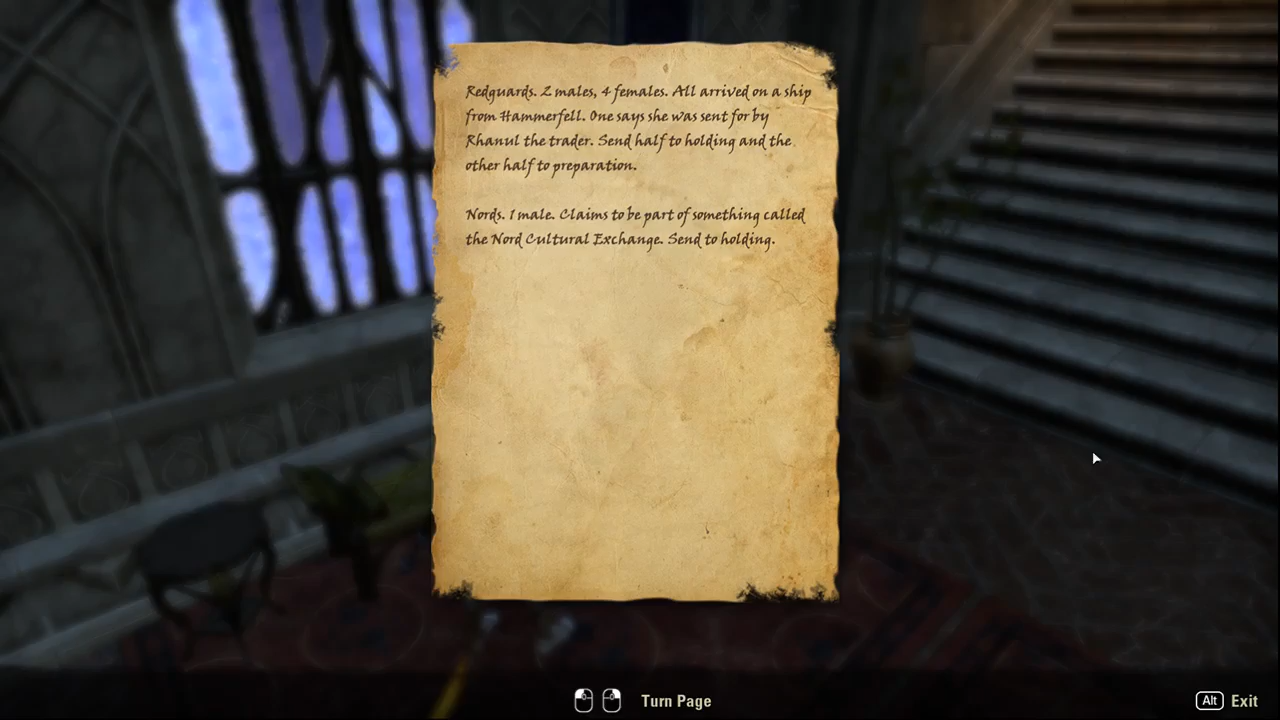 Redguards. 2 males, 4 females. All arrived on a ship
from Hammerfell. One says she was sent for by
Rhanul the trader. Send half to holding and the
other half to preparation.
Nords. 1 male. Claims to be part of something called
the Nord Cultural Exchange. Send to holding.
Turn Page
Alt Exit